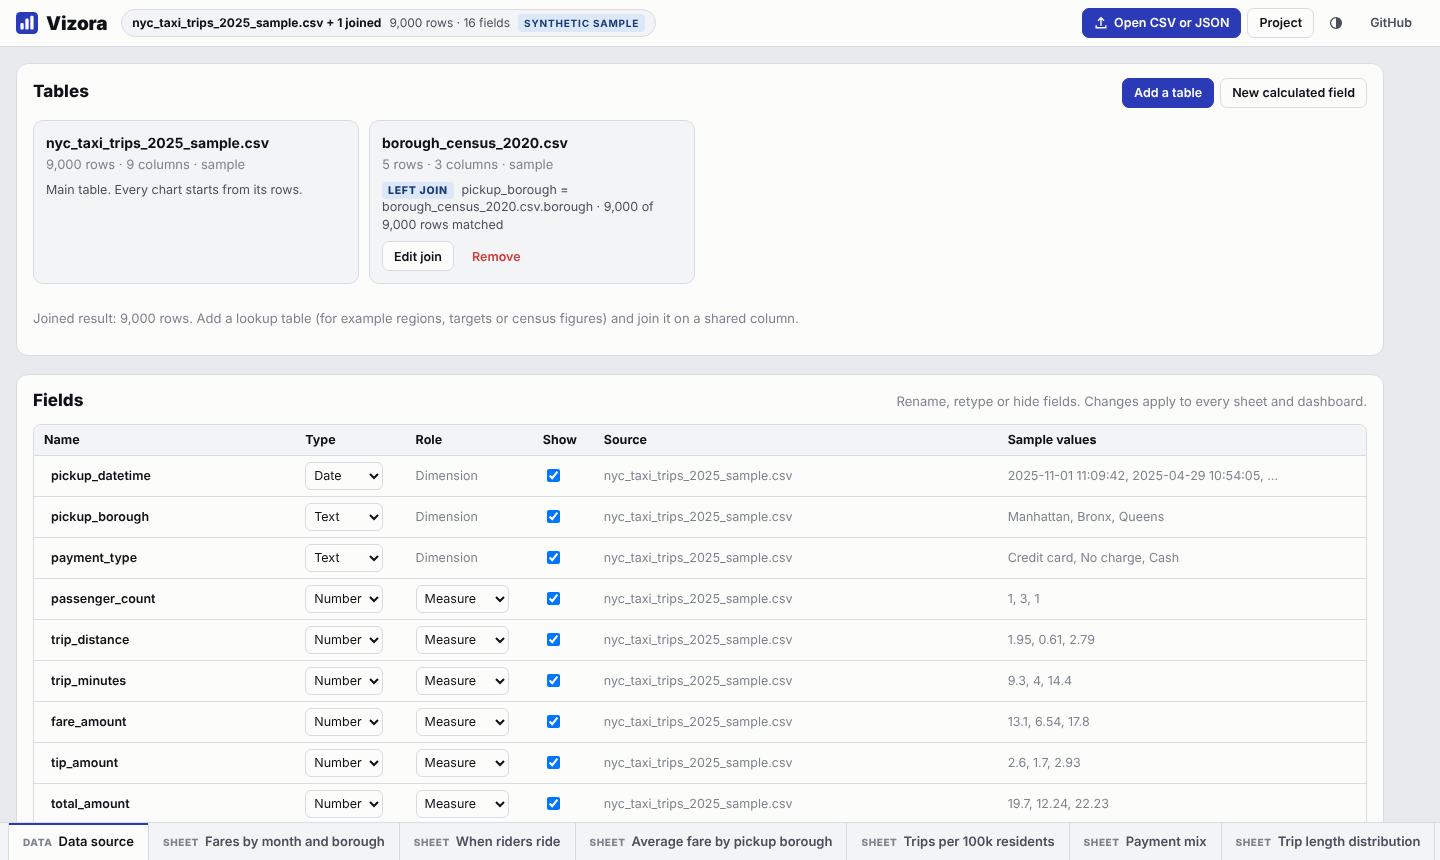 Vizora
nyc_taxi_trips_2025_sample.csv + 1 joined 9,000 rows · 16 fields SYNTHETIC SAMPLE
Open CSV or JSON Project GitHub
Tables
Add a table New calculated field
nyc_taxi_trips_2025_sample.csv
9,000 rows · 9 columns · sample
Main table. Every chart starts from its rows.
borough_census_2020.csv
5 rows · 3 columns · sample
LEFT JOIN pickup_borough =
borough_census_2020.csv.borough · 9,000 of
9,000 rows matched
Edit join Remove
Joined result: 9,000 rows. Add a lookup table (for example regions, targets or census figures) and join it on a shared column.
Fields
Rename, retype or hide fields. Changes apply to every sheet and dashboard.
Name Type Role Show Source Sample values
pickup_datetime Date Dimension nyc_taxi_trips_2025_sample.csv 2025-11-01 11:09:42, 2025-04-29 10:54:05, ...
pickup_borough Text Dimension nyc_taxi_trips_2025_sample.csv Manhattan, Bronx, Queens
payment_type Text Dimension nyc_taxi_trips_2025_sample.csv Credit card, No charge, Cash
passenger_count Number Measure nyc_taxi_trips_2025_sample.csv 1, 3, 1
trip_distance Number Measure nyc_taxi_trips_2025_sample.csv 1.95, 0.61, 2.79
trip_minutes Number Measure nyc_taxi_trips_2025_sample.csv 9.3, 4, 14.4
fare_amount Number Measure nyc_taxi_trips_2025_sample.csv 13.1, 6.54, 17.8
tip_amount Number Measure nyc_taxi_trips_2025_sample.csv 2.6, 1.7, 2.93
total_amount Number Measure nyc_taxi_trips_2025_sample.csv 19.7, 12.24, 22.23
DATA Data source SHEET Fares by month and borough SHEET When riders ride SHEET Average fare by pickup borough SHEET Trips per 100k residents SHEET Payment mix SHEET Trip length distribution